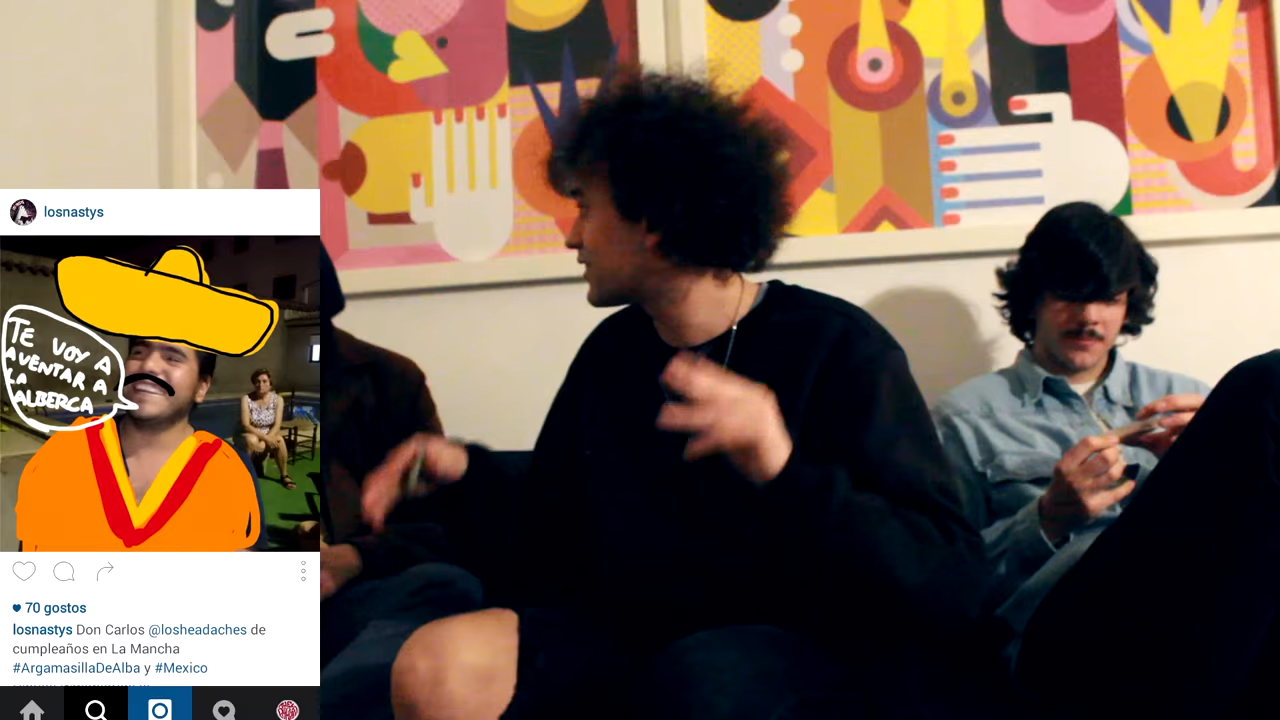 losnastys
TE VOY A
AVENTAR A
LA
ALBERCA
70 gostos
losnastys Don Carlos @losheadaches de
cumpleaños en La Mancha
#ArgamasillaDeAlba y #Mexico